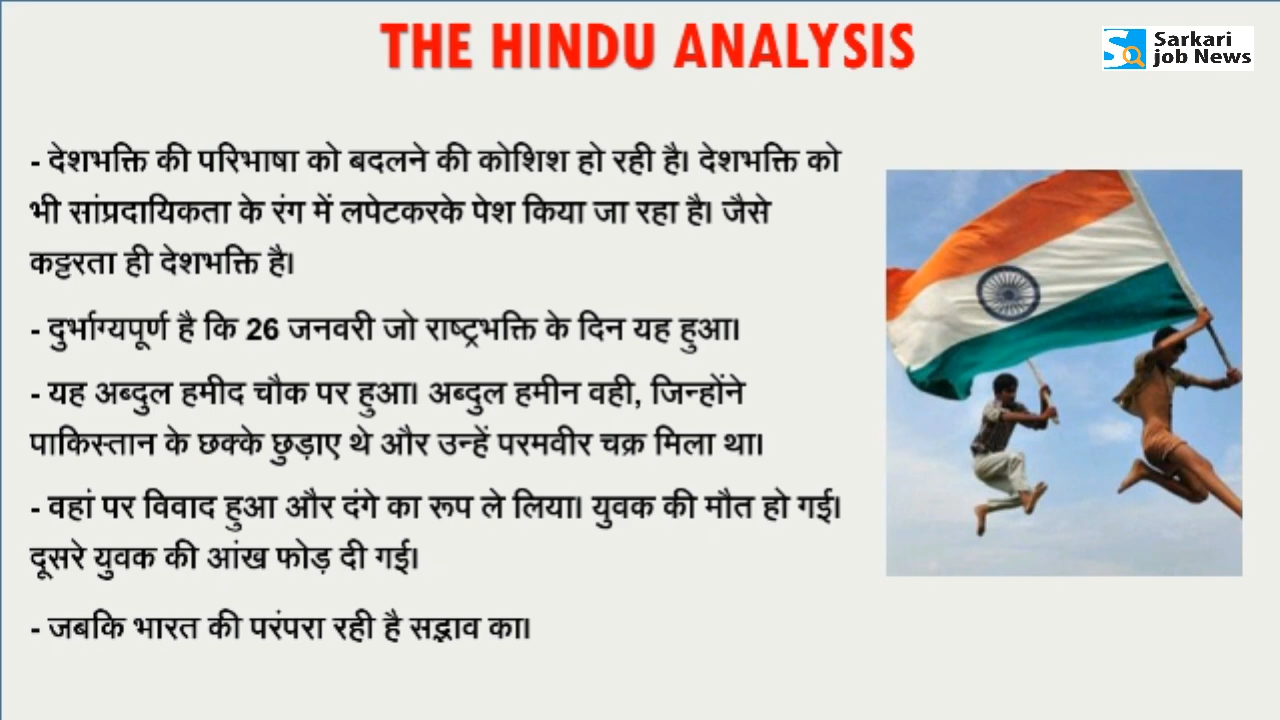 THE HINDU ANALYSIS
Sarkari
job News
- देशभक्ति की परिभाषा को बदलने की कोशिश हो रही है। देशभक्ति को
भी सांप्रदायिकता के रंग में लपेटकरके पेश किया जा रहा है। जैसे
कट्टरता ही देशभक्ति है।
- दुर्भाग्यपूर्ण है कि 26 जनवरी जो राष्ट्रभक्ति के दिन यह हुआ।
- यह अब्दुल हमीद चौक पर हुआ। अब्दुल हमीन वही, जिन्होंने
पाकिस्तान के छक्के छुड़ाए थे और उन्हें परमवीर चक्र मिला था।
- वहां पर विवाद हुआ और दंगे का रूप ले लिया। युवक की मौत हो गई।
दूसरे युवक की आंख फोड़ दी गई।
- जबकि भारत की परंपरा रही है सद्भाव का।